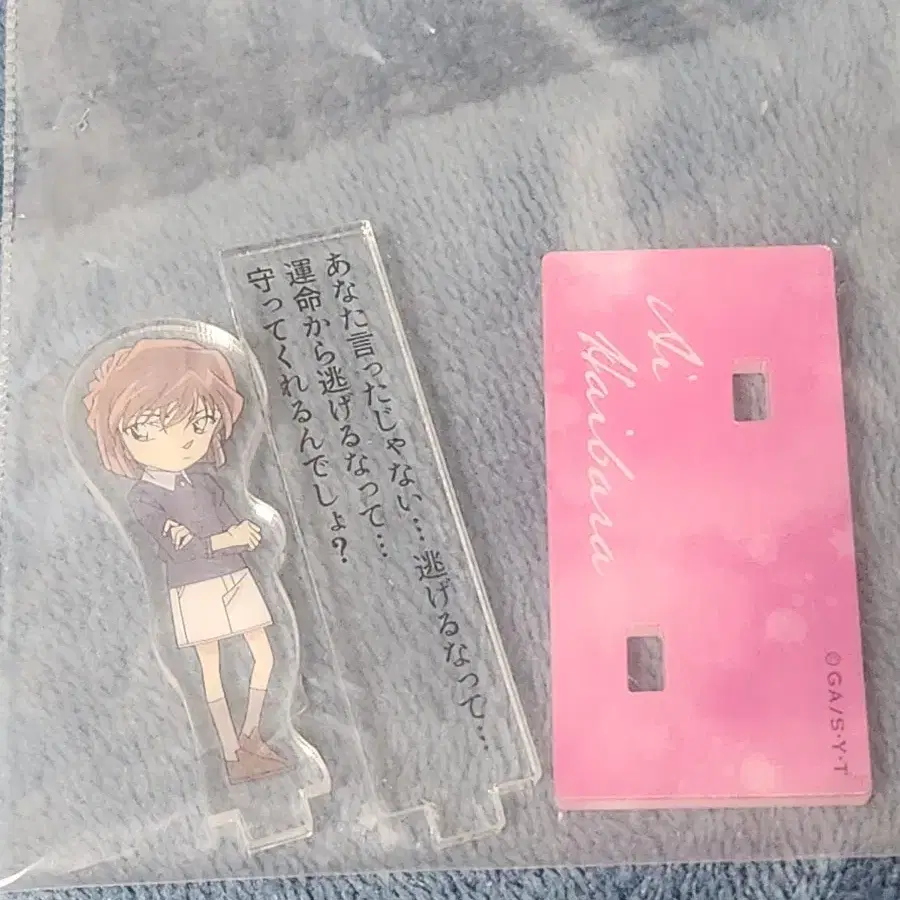 あなた言ったじゃない… 逃げるなって…
運命から逃げるなって…
守ってくれるんでしょ?
Ai
Haibara
©GA/S・Y・T